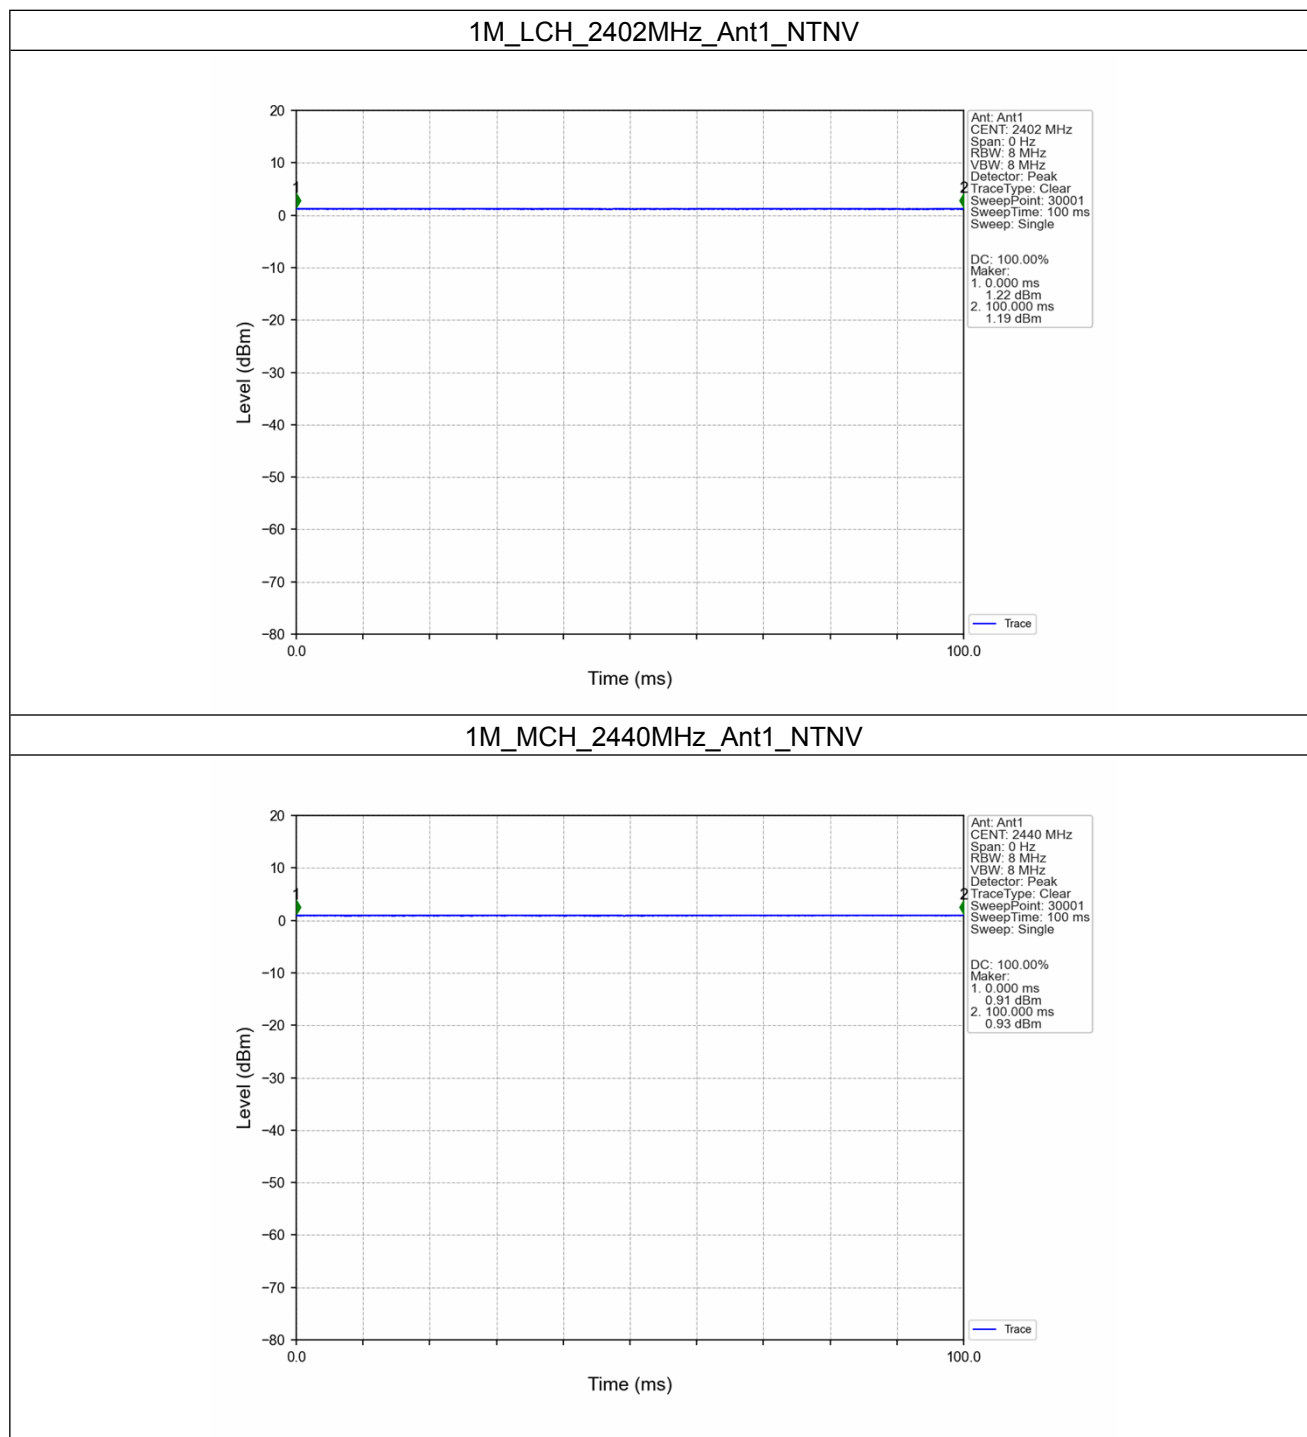 1M_LCH_2402MHz_Ant1_NTNV
20
10
0
−10
−20
−30
−40
−50
−60
−70
−80
Level (dBm)
1
2
0.0
100.0
Time (ms)
Ant: Ant1
CENT: 2402 MHz
Span: 0 Hz
RBW: 8 MHz
VBW: 8 MHz
Detector: Peak
TraceType: Clear
SweepPoint: 30001
SweepTime: 100 ms
Sweep: Single
DC: 100.00%
Maker:
1. 0.000 ms
1.22 dBm
2. 100.000 ms
1.19 dBm
Trace
1M_MCH_2440MHz_Ant1_NTNV
20
10
0
−10
−20
−30
−40
−50
−60
−70
−80
Level (dBm)
1
2
0.0
100.0
Time (ms)
Ant: Ant1
CENT: 2440 MHz
Span: 0 Hz
RBW: 8 MHz
VBW: 8 MHz
Detector: Peak
TraceType: Clear
SweepPoint: 30001
SweepTime: 100 ms
Sweep: Single
DC: 100.00%
Maker:
1. 0.000 ms
0.91 dBm
2. 100.000 ms
0.93 dBm
Trace